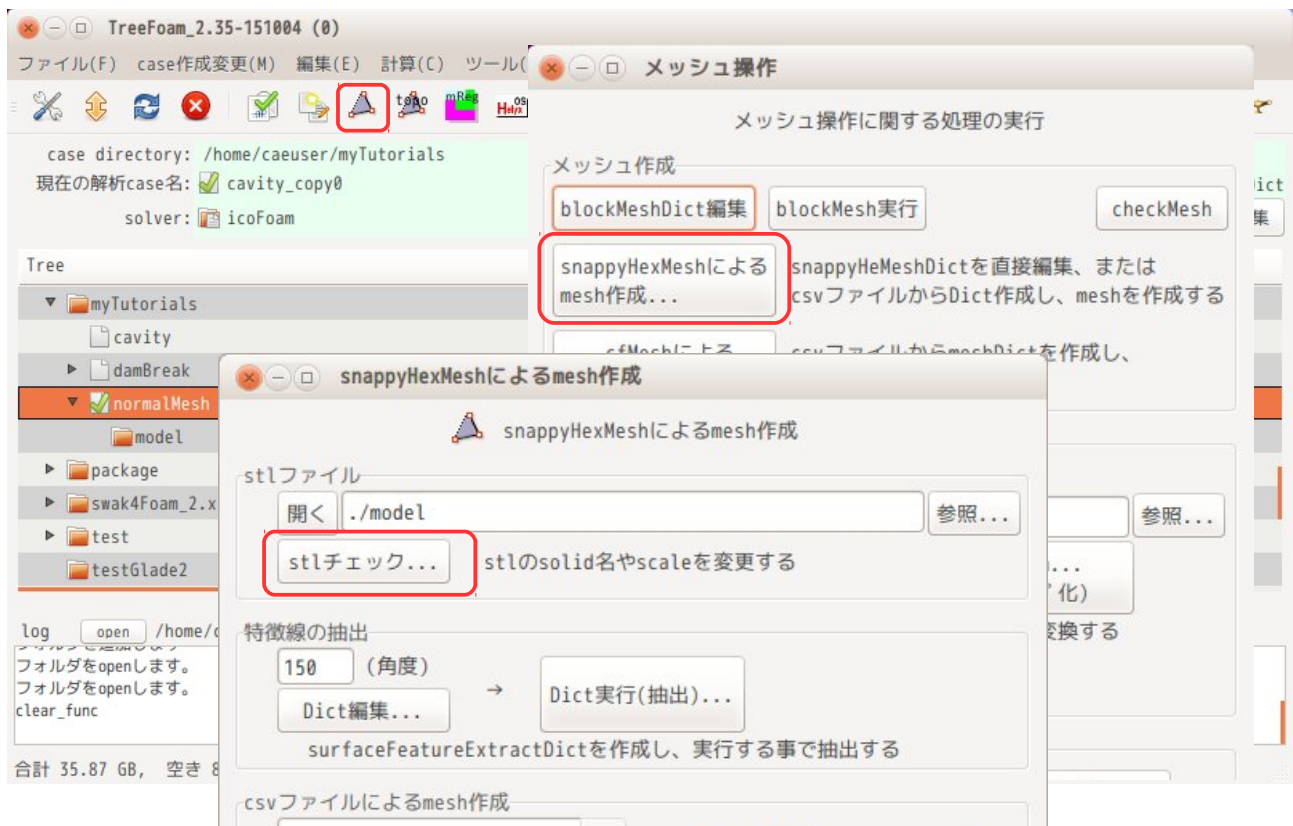 TreeFoam_2.35-151004 (0)
ファイル(F) case作成変更(M) 編集(E) 計算(C) ツール(
topo
mReg
Helyx
OS
case directory: /home/caeuser/myTutorials
現在の解析case名: cavity_copy0
solver: icoFoam
Tree
myTutorials
cavity
damBreak
normalMesh
model
package
swak4Foam_2.x
test
testGlade2
log open /home/c
フォルダをopenします。
フォルダをopenします。
clear_func
合計 35.87 GB, 空き 8
メッシュ操作
メッシュ操作に関する処理の実行
メッシュ作成
blockMeshDict編集 blockMesh実行 checkMesh
snappyHexMeshによる
mesh作成...
snappyHeMeshDictを直接編集、または
csvファイルからDict作成し、meshを作成する
cfMeshによる
csvファイルからmeshDictを作成し、
ict
集
参照...
...
化)
変換する
snappyHexMeshによるmesh作成
snappyHexMeshによるmesh作成
stlファイル
開く ./model 参照...
stlチェック... stlのsolid名やscaleを変更する
特徴線の抽出
150 (角度)
Dict編集...
→
Dict実行(抽出)...
surfaceFeatureExtractDictを作成し、実行する事で抽出する
csvファイルによるmesh作成